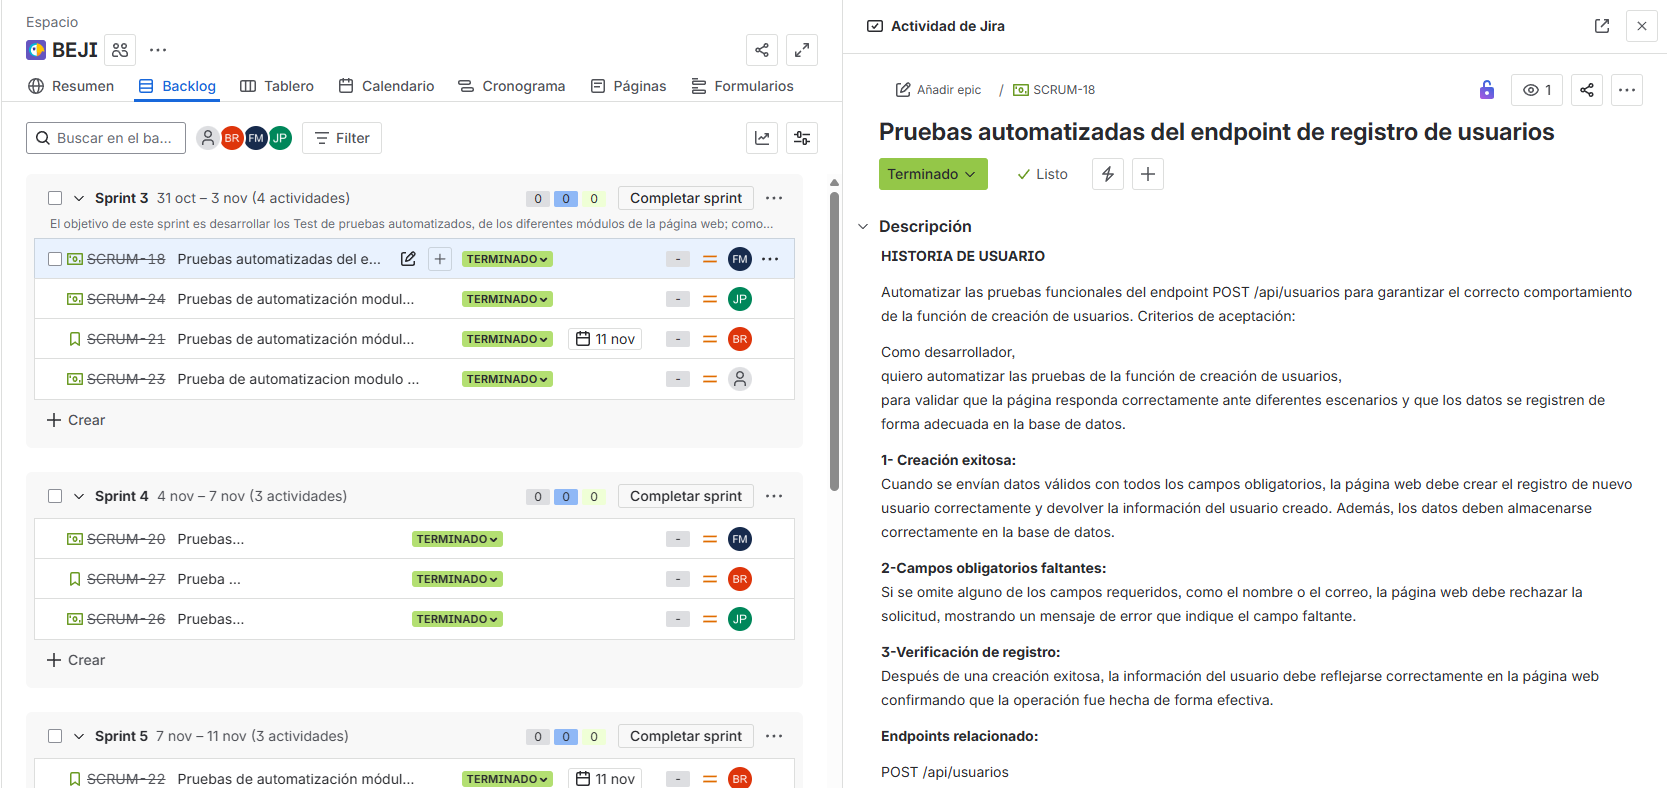 Espacio
BEJI
Resumen
Backlog
Tablero
Calendario
Cronograma
Páginas
Formularios
Buscar en el ba...
BR
FM
JP
Filter
Sprint 3 31 oct – 3 nov (4 actividades)
0 0 0
Completar sprint
El objetivo de este sprint es desarrollar los Test de pruebas automatizados, de los diferentes módulos de la página web; como...
SCRUM-18 Pruebas automatizadas del e... TERMINADO - FM
SCRUM-24 Pruebas de automatización modul... TERMINADO - JP
SCRUM-21 Pruebas de automatización módul... TERMINADO 11 nov - BR
SCRUM-23 Prueba de automatizacion modulo ... TERMINADO -
Crear
Sprint 4 4 nov – 7 nov (3 actividades)
0 0 0
Completar sprint
SCRUM-20 Pruebas... TERMINADO - FM
SCRUM-27 Prueba ... TERMINADO - BR
SCRUM-26 Pruebas... TERMINADO - JP
Crear
Sprint 5 7 nov – 11 nov (3 actividades)
0 0 0
Completar sprint
SCRUM-22 Pruebas de automatización módul... TERMINADO 11 nov - BR
Actividad de Jira
Añadir epic / SCRUM-18
1
Pruebas automatizadas del endpoint de registro de usuarios
Terminado
Listo
Descripción
HISTORIA DE USUARIO
Automatizar las pruebas funcionales del endpoint POST /api/usuarios para garantizar el correcto comportamiento
de la función de creación de usuarios. Criterios de aceptación:
Como desarrollador,
quiero automatizar las pruebas de la función de creación de usuarios,
para validar que la página responda correctamente ante diferentes escenarios y que los datos se registren de
forma adecuada en la base de datos.
1- Creación exitosa:
Cuando se envían datos válidos con todos los campos obligatorios, la página web debe crear el registro de nuevo
usuario correctamente y devolver la información del usuario creado. Además, los datos deben almacenarse
correctamente en la base de datos.
2-Campos obligatorios faltantes:
Si se omite alguno de los campos requeridos, como el nombre o el correo, la página web debe rechazar la
solicitud, mostrando un mensaje de error que indique el campo faltante.
3-Verificación de registro:
Después de una creación exitosa, la información del usuario debe reflejarse correctamente en la página web
confirmando que la operación fue hecha de forma efectiva.
Endpoints relacionado:
POST /api/usuarios